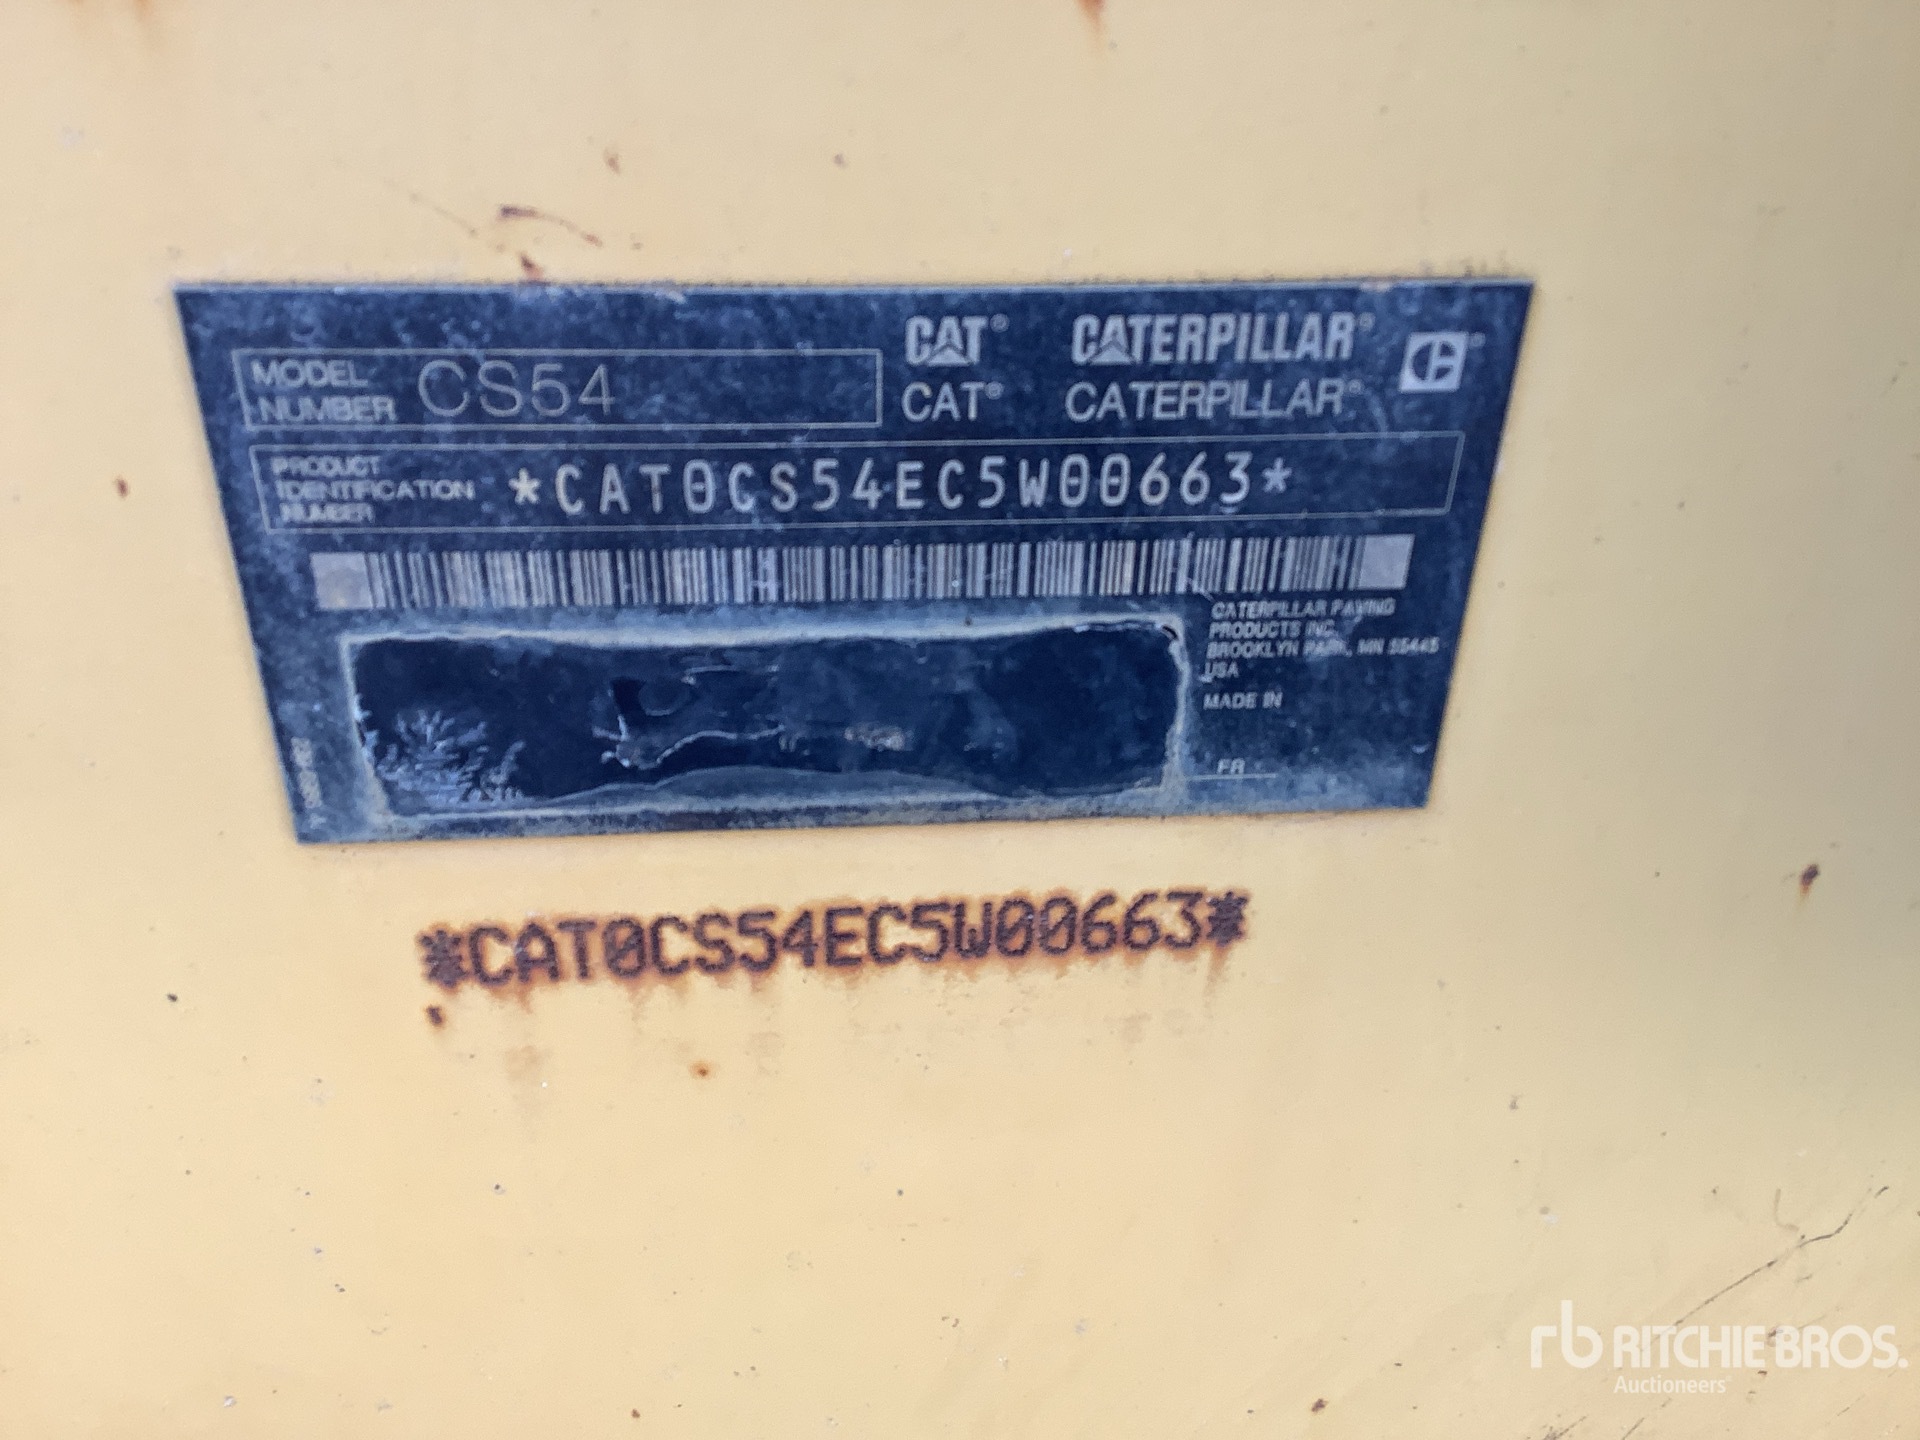 CAT® CATERPILLAR®
MODEL NUMBER CS54
CAT® CATERPILLAR®
PRODUCT IDENTIFICATION NUMBER *CAT0CS54EC5W00663*
CATERPILLAR PAVING
PRODUCTS INC.
BROOKLYN PARK, MN 55445
USA
MADE IN
FR
*CAT0CS54EC5W00663*
rb RITCHIE BROS.
Auctioneers